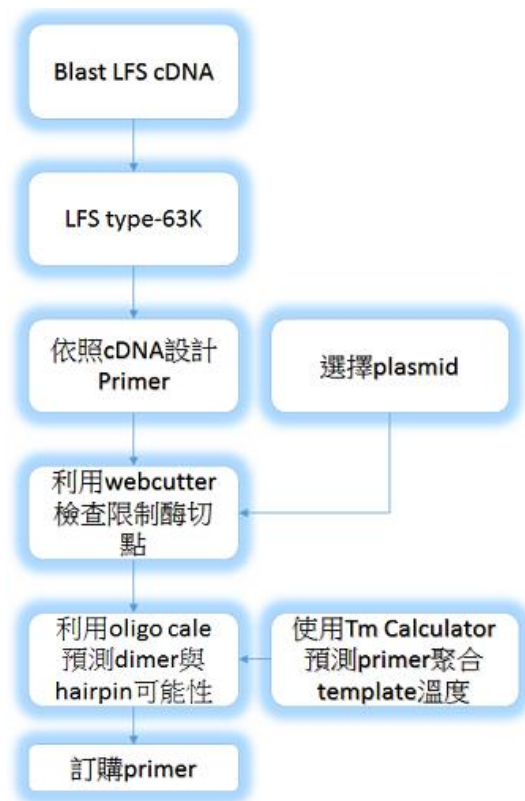 Blast LFS cDNA
LFS type-63K
依照cDNA設計
Primer
選擇plasmid
利用webcutter
檢查限制酶切
點
利用oligo cale
預測dimer與
hairpin可能性
使用Tm Calculator
預測primer聚合
template溫度
訂購primer